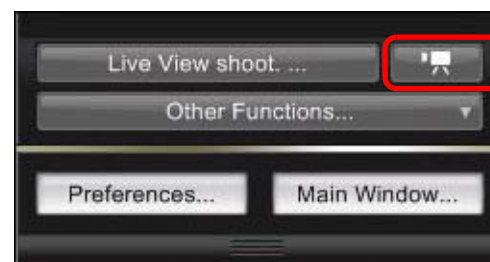 Live View shoot. ...
Other Functions...
Preferences... Main Window...